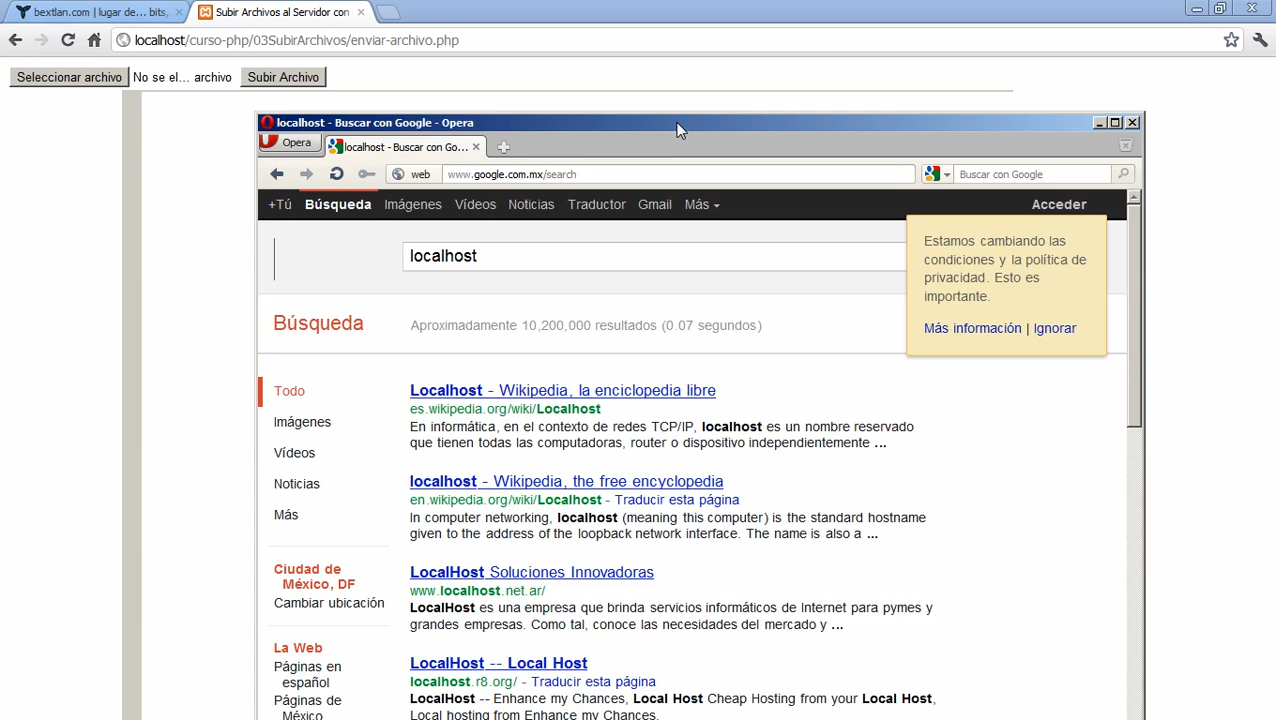 bextlan.com | lugar de... bits,
Subir Archivos al Servidor con
localhost/curso-php/03SubirArchivos/enviar-archivo.php
Seleccionar archivo No se el... archivo Subir Archivo
localhost - Buscar con Google - Opera
Opera
localhost - Buscar con Go...
web
www.google.com.mx/search
Buscar con Google
+Tú Búsqueda Imágenes Vídeos Noticias Traductor Gmail Más Acceder
localhost
Estamos cambiando las
condiciones y la política de
privacidad. Esto es
importante.
Más información | Ignorar
Búsqueda
Aproximadamente 10,200,000 resultados (0.07 segundos)
Todo
Imágenes
Vídeos
Noticias
Más
Ciudad de
México, DF
Cambiar ubicación
La Web
Páginas en
español
Páginas de
México
Localhost - Wikipedia, la enciclopedia libre
es.wikipedia.org/wiki/Localhost
En informática, en el contexto de redes TCP/IP, localhost es un nombre reservado
que tienen todas las computadoras, router o dispositivo independientemente ...
localhost - Wikipedia, the free encyclopedia
en.wikipedia.org/wiki/Localhost - Traducir esta página
In computer networking, localhost (meaning this computer) is the standard hostname
given to the address of the loopback network interface. The name is also a ...
LocalHost Soluciones Innovadoras
www.localhost.net.ar/
LocalHost es una empresa que brinda servicios informáticos de Internet para pymes y
grandes empresas. Como tal, conoce las necesidades del mercado y ...
LocalHost -- Local Host
localhost.r8.org/ - Traducir esta página
LocalHost -- Enhance my Chances, Local Host Cheap Hosting from your Local Host,
Local hosting from Enhance my Chances.